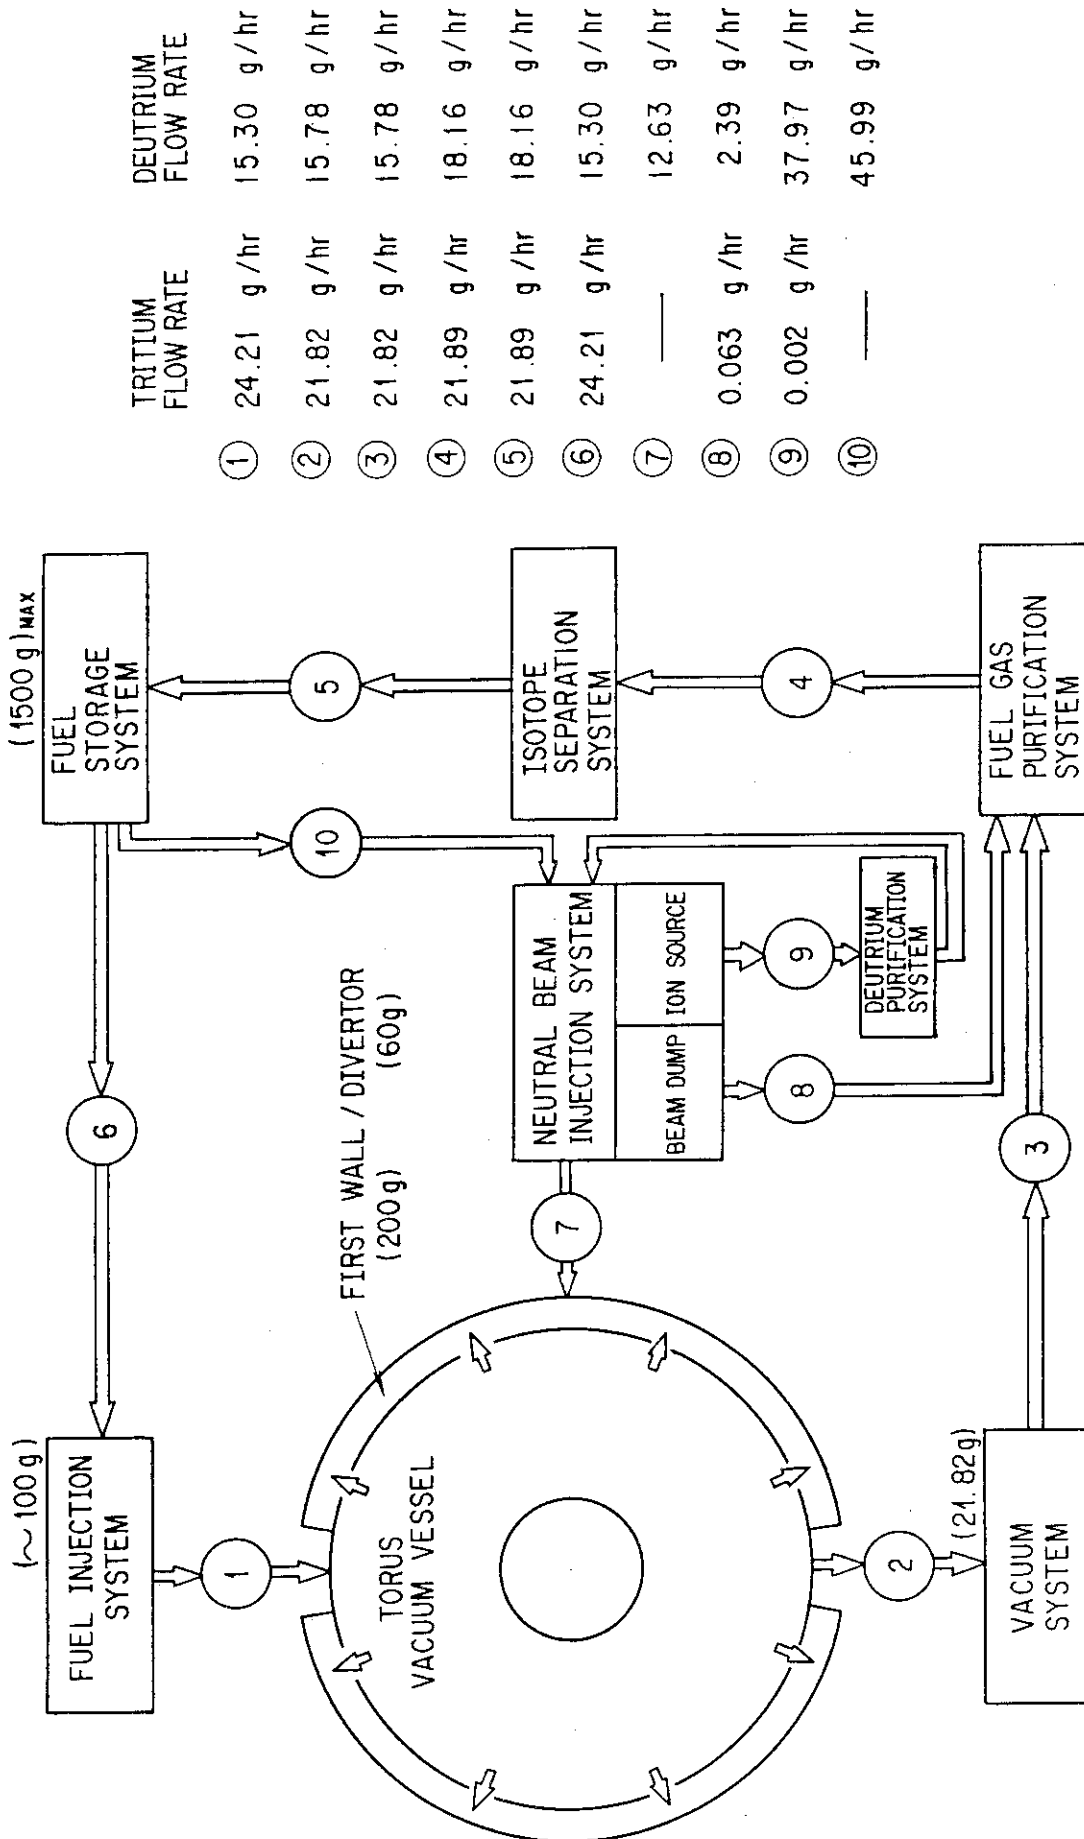 (~100g)
FUEL INJECTION
SYSTEM
1
6
(1500g)MAX
FUEL
STORAGE
SYSTEM
TORUS
VACUUM VESSEL
FIRST WALL / DIVERTOR
(200g) (60g)
7
NEUTRAL BEAM
INJECTION SYSTEM
BEAM DUMP
ION SOURCE
10
5
ISOTOPE
SEPARATION
SYSTEM
8
9
DEUTRIUM
PURIFICATION
SYSTEM
4
2
(21.82g)
VACUUM
SYSTEM
3
FUEL GAS
PURIFICATION
SYSTEM
TRITIUM DEUTRIUM
FLOW RATE FLOW RATE
① 24.21 g/hr 15.30 g/hr
② 21.82 g/hr 15.78 g/hr
③ 21.82 g/hr 15.78 g/hr
④ 21.89 g/hr 18.16 g/hr
⑤ 21.89 g/hr 18.16 g/hr
⑥ 24.21 g/hr 15.30 g/hr
⑦ — 12.63 g/hr
⑧ 0.063 g/hr 2.39 g/hr
⑨ 0.002 g/hr 37.97 g/hr
⑩ — 45.99 g/hr